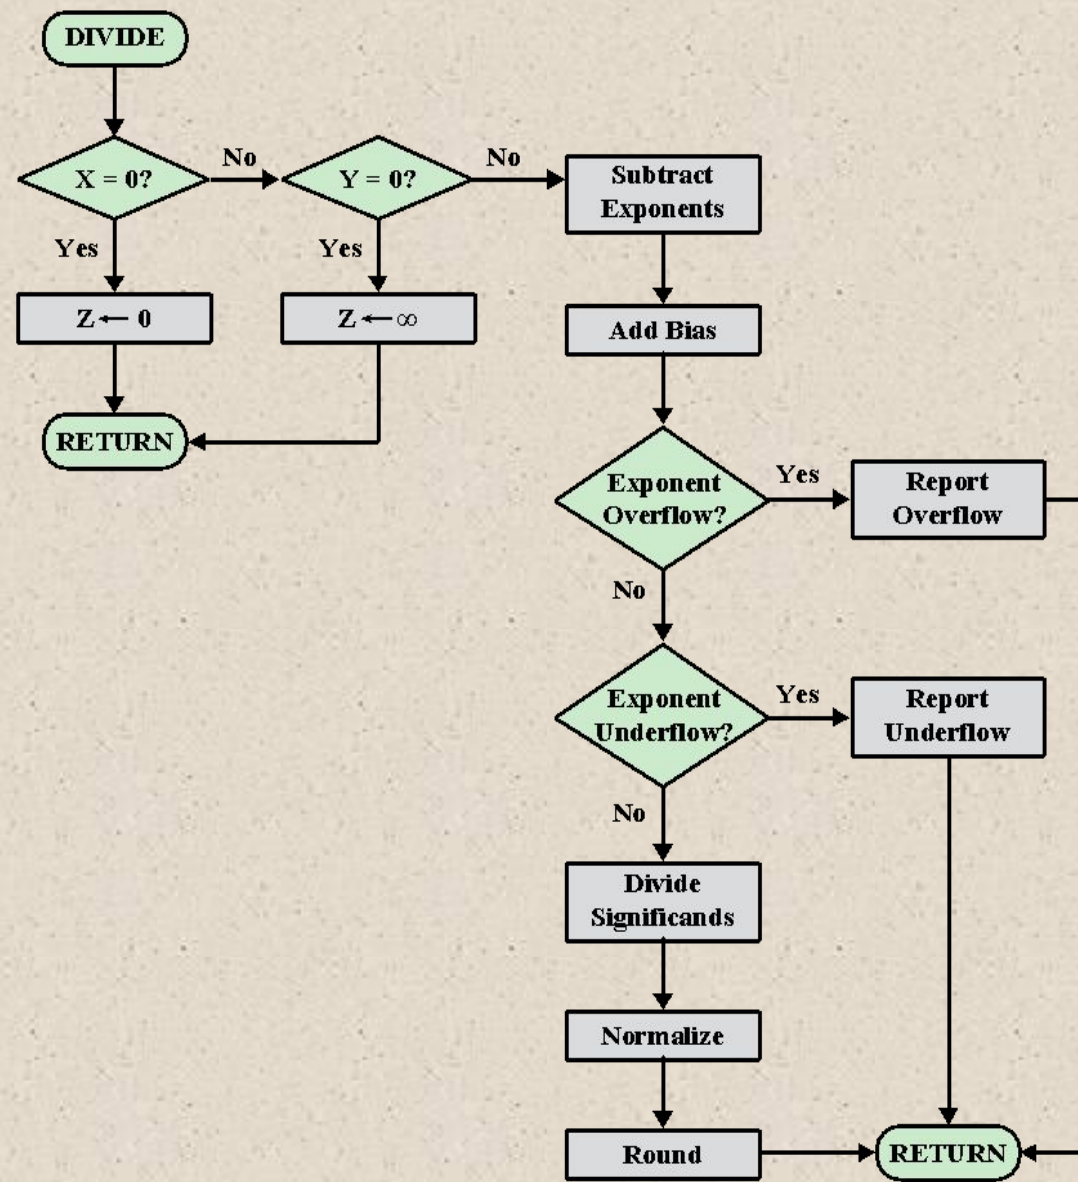 DIVIDE
X = 0?
No
Y = 0?
No
Subtract
Exponents
Yes
Yes
Z ← 0
Z ← ∞
Add Bias
RETURN
Exponent
Overflow?
Yes
Report
Overflow
No
Exponent
Underflow?
Yes
Report
Underflow
No
Divide
Significands
Normalize
Round
RETURN